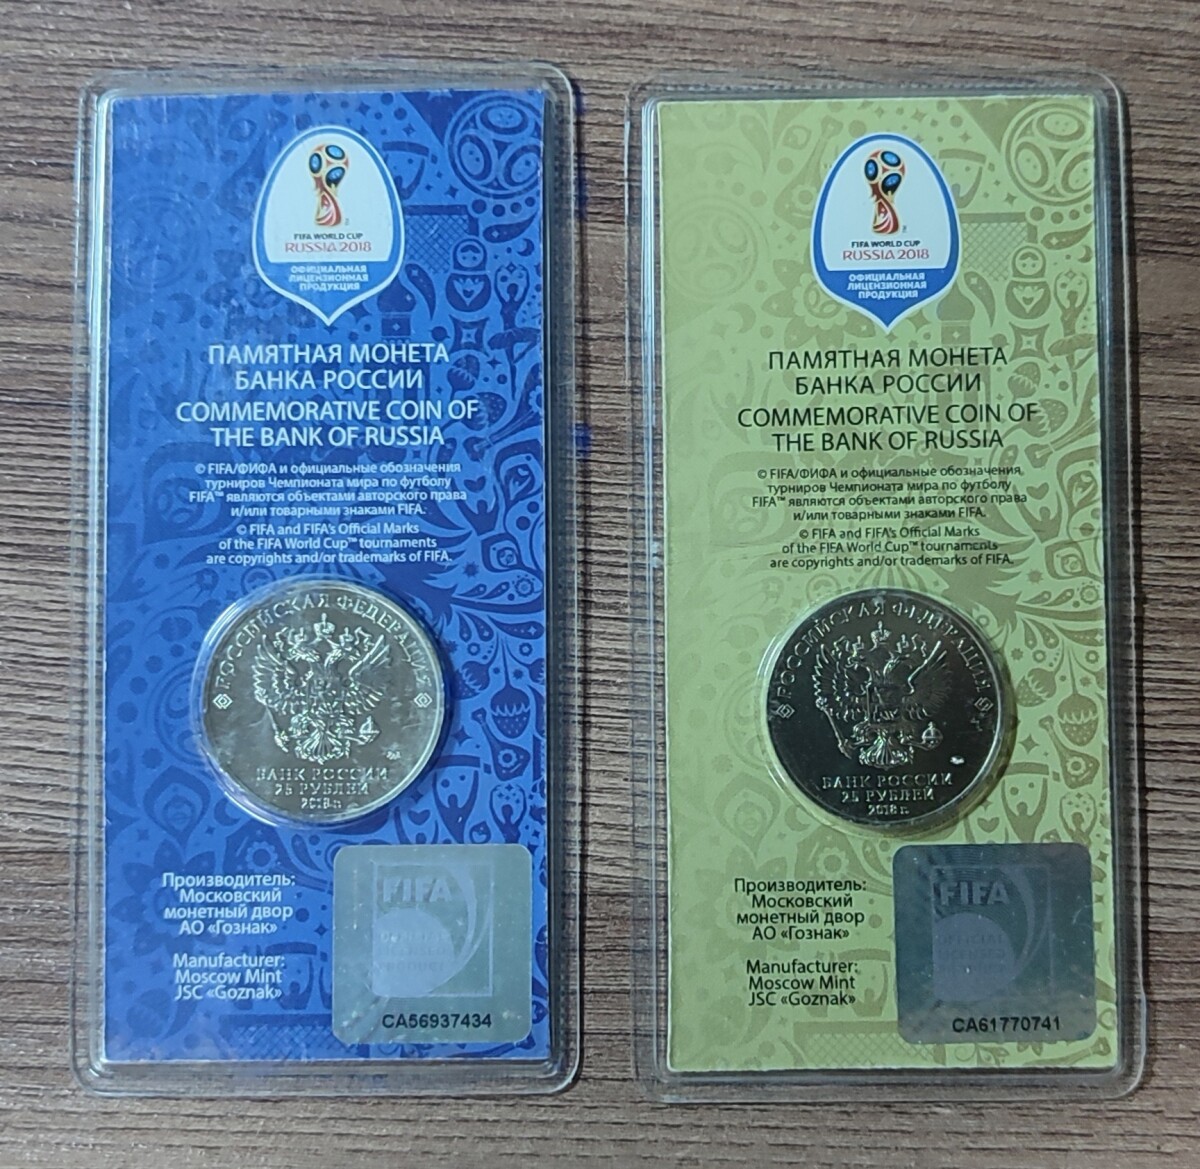 FIFA WORLD CUP
RUSSIA 2018
ОФИЦИАЛЬНАЯ
ЛИЦЕНЗИОННАЯ
ПРОДУКЦИЯ
ПАМЯТНАЯ МОНЕТА
БАНКА РОССИИ
COMMEMORATIVE COIN OF
THE BANK OF RUSSIA
© FIFA/ФИФА и официальные обозначения
турниров Чемпионата мира по футболу
FIFA™ являются объектами авторского права
и/или товарными знаками FIFA.
© FIFA and FIFA's Official Marks
of the FIFA World Cup™ tournaments
are copyrights and/or trademarks of FIFA.
РОССИЙСКАЯ ФЕДЕРАЦИЯ
БАНК РОССИИ
25 РУБЛЕЙ
2018 г.
Производитель:
Московский
монетный двор
АО «Гознак»
Manufacturer:
Moscow Mint
JSC «Goznak»
FIFA
OFFICIAL
LICENSED
PRODUCT
CA56937434
FIFA WORLD CUP
RUSSIA 2018
ОФИЦИАЛЬНАЯ
ЛИЦЕНЗИОННАЯ
ПРОДУКЦИЯ
ПАМЯТНАЯ МОНЕТА
БАНКА РОССИИ
COMMEMORATIVE COIN OF
THE BANK OF RUSSIA
© FIFA/ФИФА и официальные обозначения
турниров Чемпионата мира по футболу
FIFA™ являются объектами авторского права
и/или товарными знаками FIFA.
© FIFA and FIFA's Official Marks
of the FIFA World Cup™ tournaments
are copyrights and/or trademarks of FIFA.
РОССИЙСКАЯ ФЕДЕРАЦИЯ
БАНК РОССИИ
25 РУБЛЕЙ
2018 г.
Производитель:
Московский
монетный двор
АО «Гознак»
Manufacturer:
Moscow Mint
JSC «Goznak»
FIFA
OFFICIAL
CA61770741